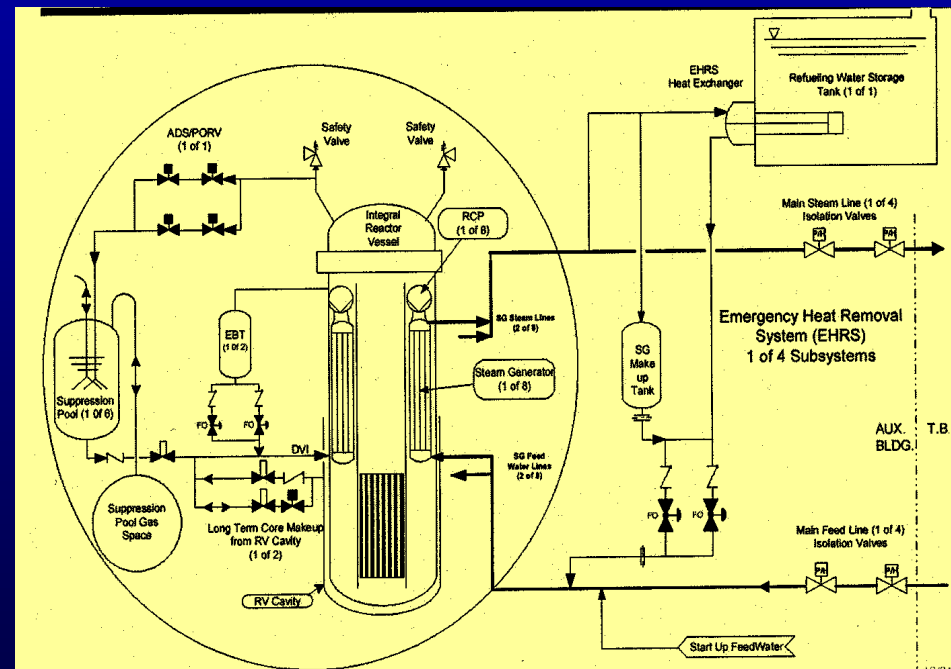 EHRS
Heat Exchanger
Refueling Water Storage
Tank (1 of 1)
ADS/PORV
(1 of 1)
Safety
Valve
Safety
Valve
Integral
Reactor
Vessel
RCP
(1 of 8)
Main Steam Line (1 of 4)
Isolation Valves
P/H
P/H
SG Steam Lines
(2 of 8)
EBT
(1 0f 2)
Emergency Heat Removal
System (EHRS)
1 of 4 Subsystems
SG
Make
up
Tank
Steam Generator
(1 of 8)
Suppression
Pool (1 of 6)
FO
FO
AUX.
BLDG.
T.B.
DVI
SG Feed
Water Lines
(2 of 8)
Suppression
Pool Gas
Space
Long Term Core Makeup
from RV Cavity
(1 of 2)
FO
FO
Main Feed Line (1 of 4)
Isolation Valves
P/H
P/H
RV Cavity
Start Up FeedWater